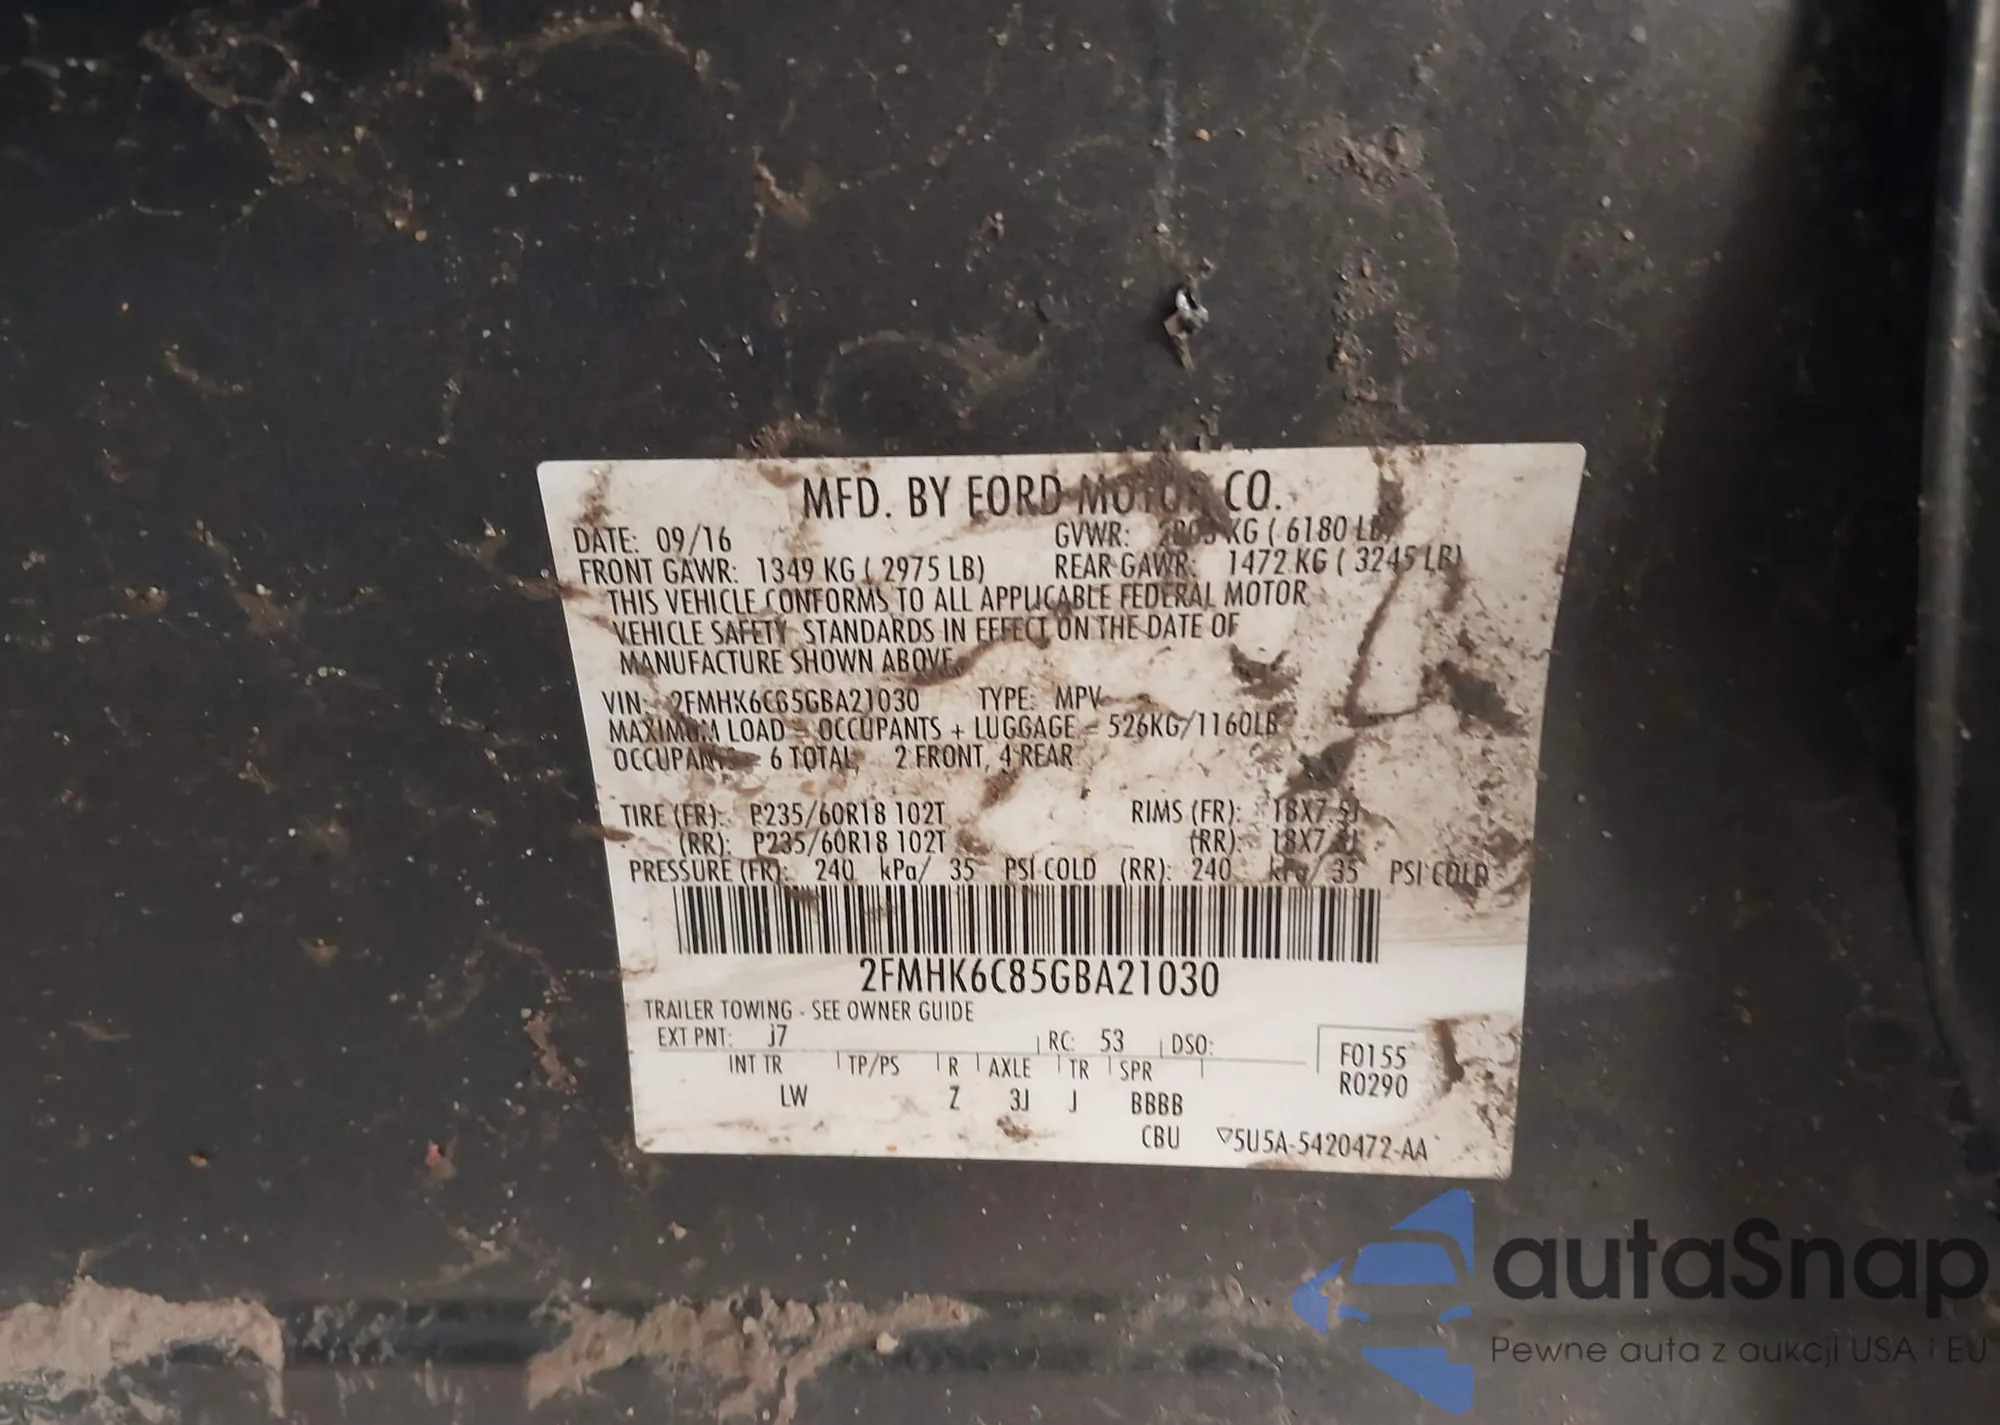 MFD. BY FORD MOTOR CO.
DATE: 09/16 GVWR: KG ( 6180 LB)
FRONT GAWR: 1349 KG ( 2975 LB) REAR GAWR: 1472 KG ( 3245 LB)
THIS VEHICLE CONFORMS TO ALL APPLICABLE FEDERAL MOTOR
VEHICLE SAFETY STANDARDS IN EFFECT ON THE DATE OF
MANUFACTURE SHOWN ABOVE.
VIN: 2FMHK6C85GBA21030 TYPE: MPV
MAXIMUM LOAD = OCCUPANTS + LUGGAGE = 526KG/1160LB
OCCUPANTS = 6 TOTAL, 2 FRONT, 4 REAR
TIRE (FR): P235/60R18 102T RIMS (FR): 18X7.5J
(RR): P235/60R18 102T (RR): 18X7.5J
PRESSURE (FR): 240 kPa/ 35 PSI COLD (RR): 240 kPa/ 35 PSI COLD
2FMHK6C85GBA21030
TRAILER TOWING - SEE OWNER GUIDE
EXT PNT: J7 RC: 53 DSO:
INT TR TP/PS R AXLE TR SPR
LW Z 3J J BBBB
F0155
R0290
CBU ▽5U5A-5420472-AA
autaSnap
Pewne auta z aukcji USA i EU